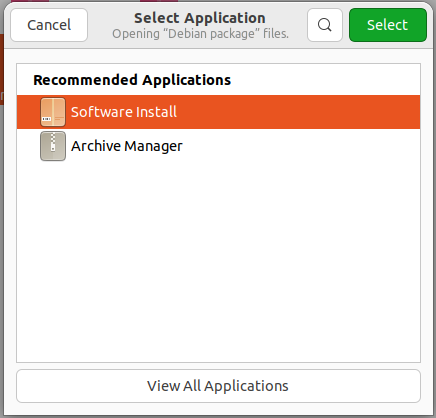 Cancel
Select Application
Opening “Debian package” files.
Select
Recommended Applications
Software Install
Archive Manager
View All Applications